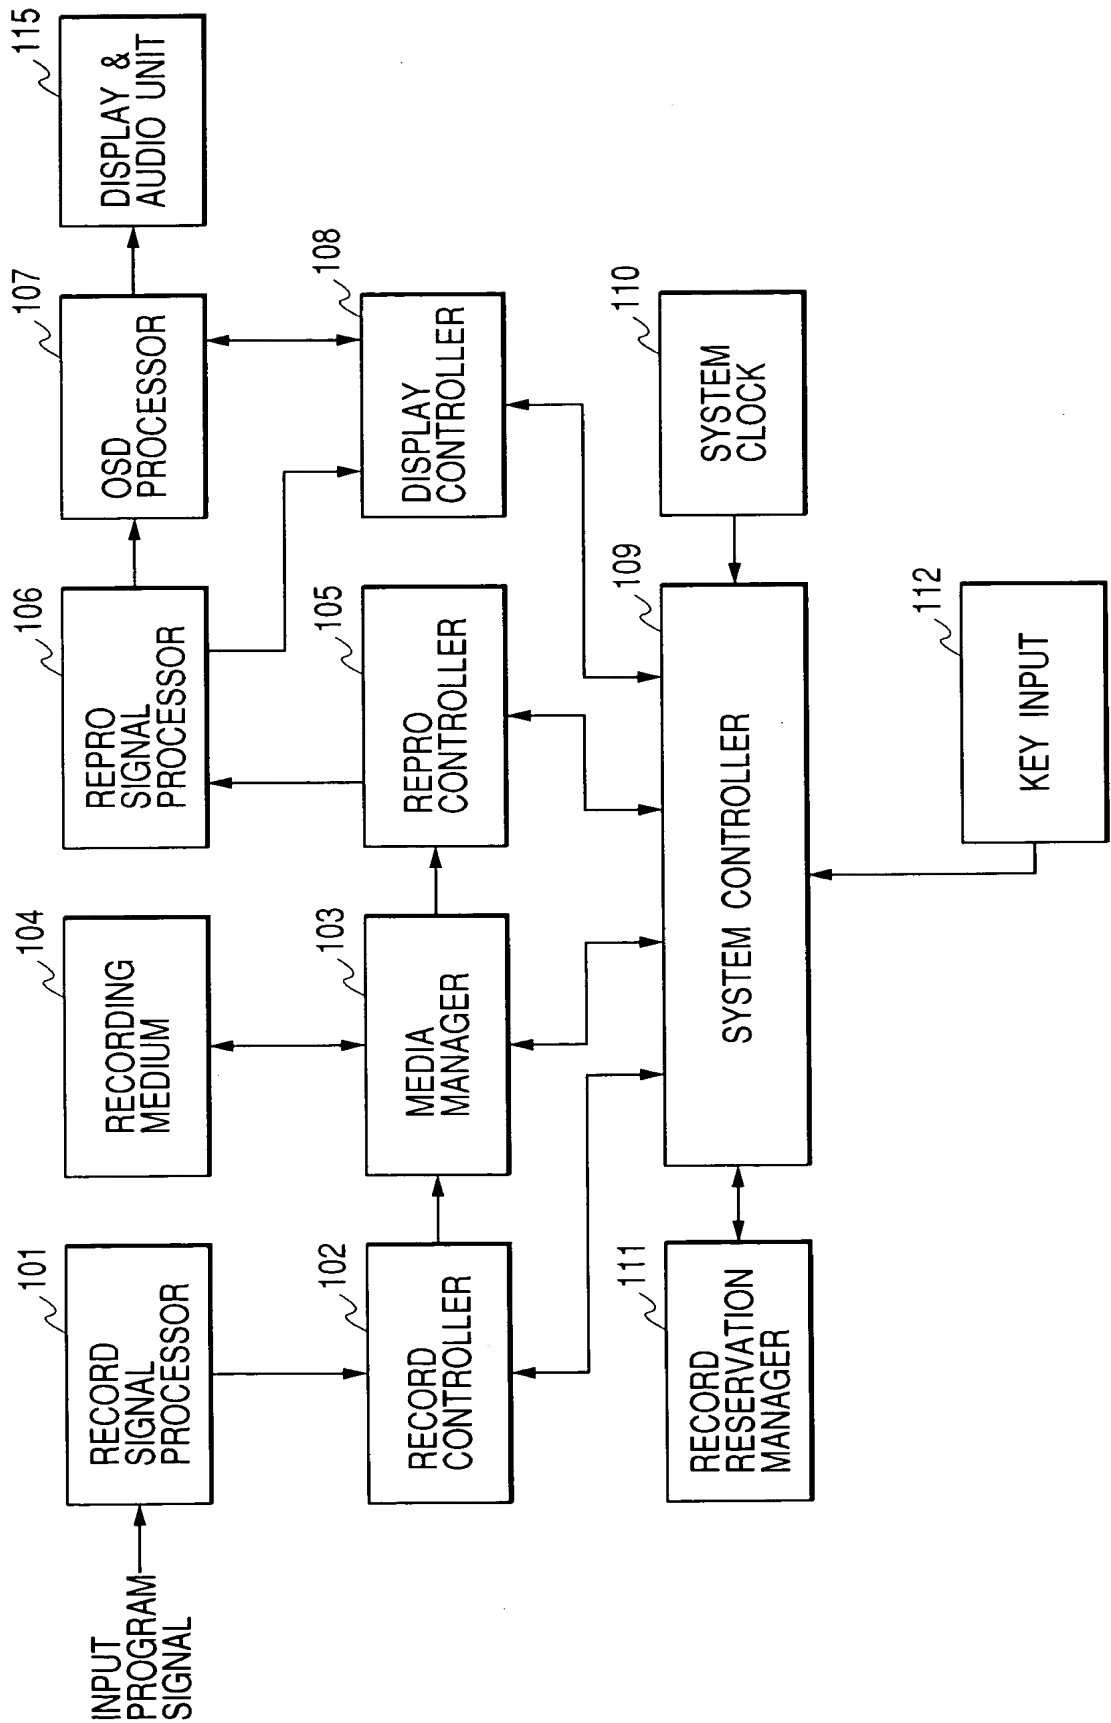 INPUT
PROGRAM
SIGNAL
101
RECORD
SIGNAL
PROCESSOR
104
RECORDING
MEDIUM
106
REPRO
SIGNAL
PROCESSOR
107
OSD
PROCESSOR
115
DISPLAY &
AUDIO UNIT
102
RECORD
CONTROLLER
103
MEDIA
MANAGER
105
REPRO
CONTROLLER
108
DISPLAY
CONTROLLER
111
RECORD
RESERVATION
MANAGER
109
SYSTEM CONTROLLER
110
SYSTEM
CLOCK
112
KEY INPUT